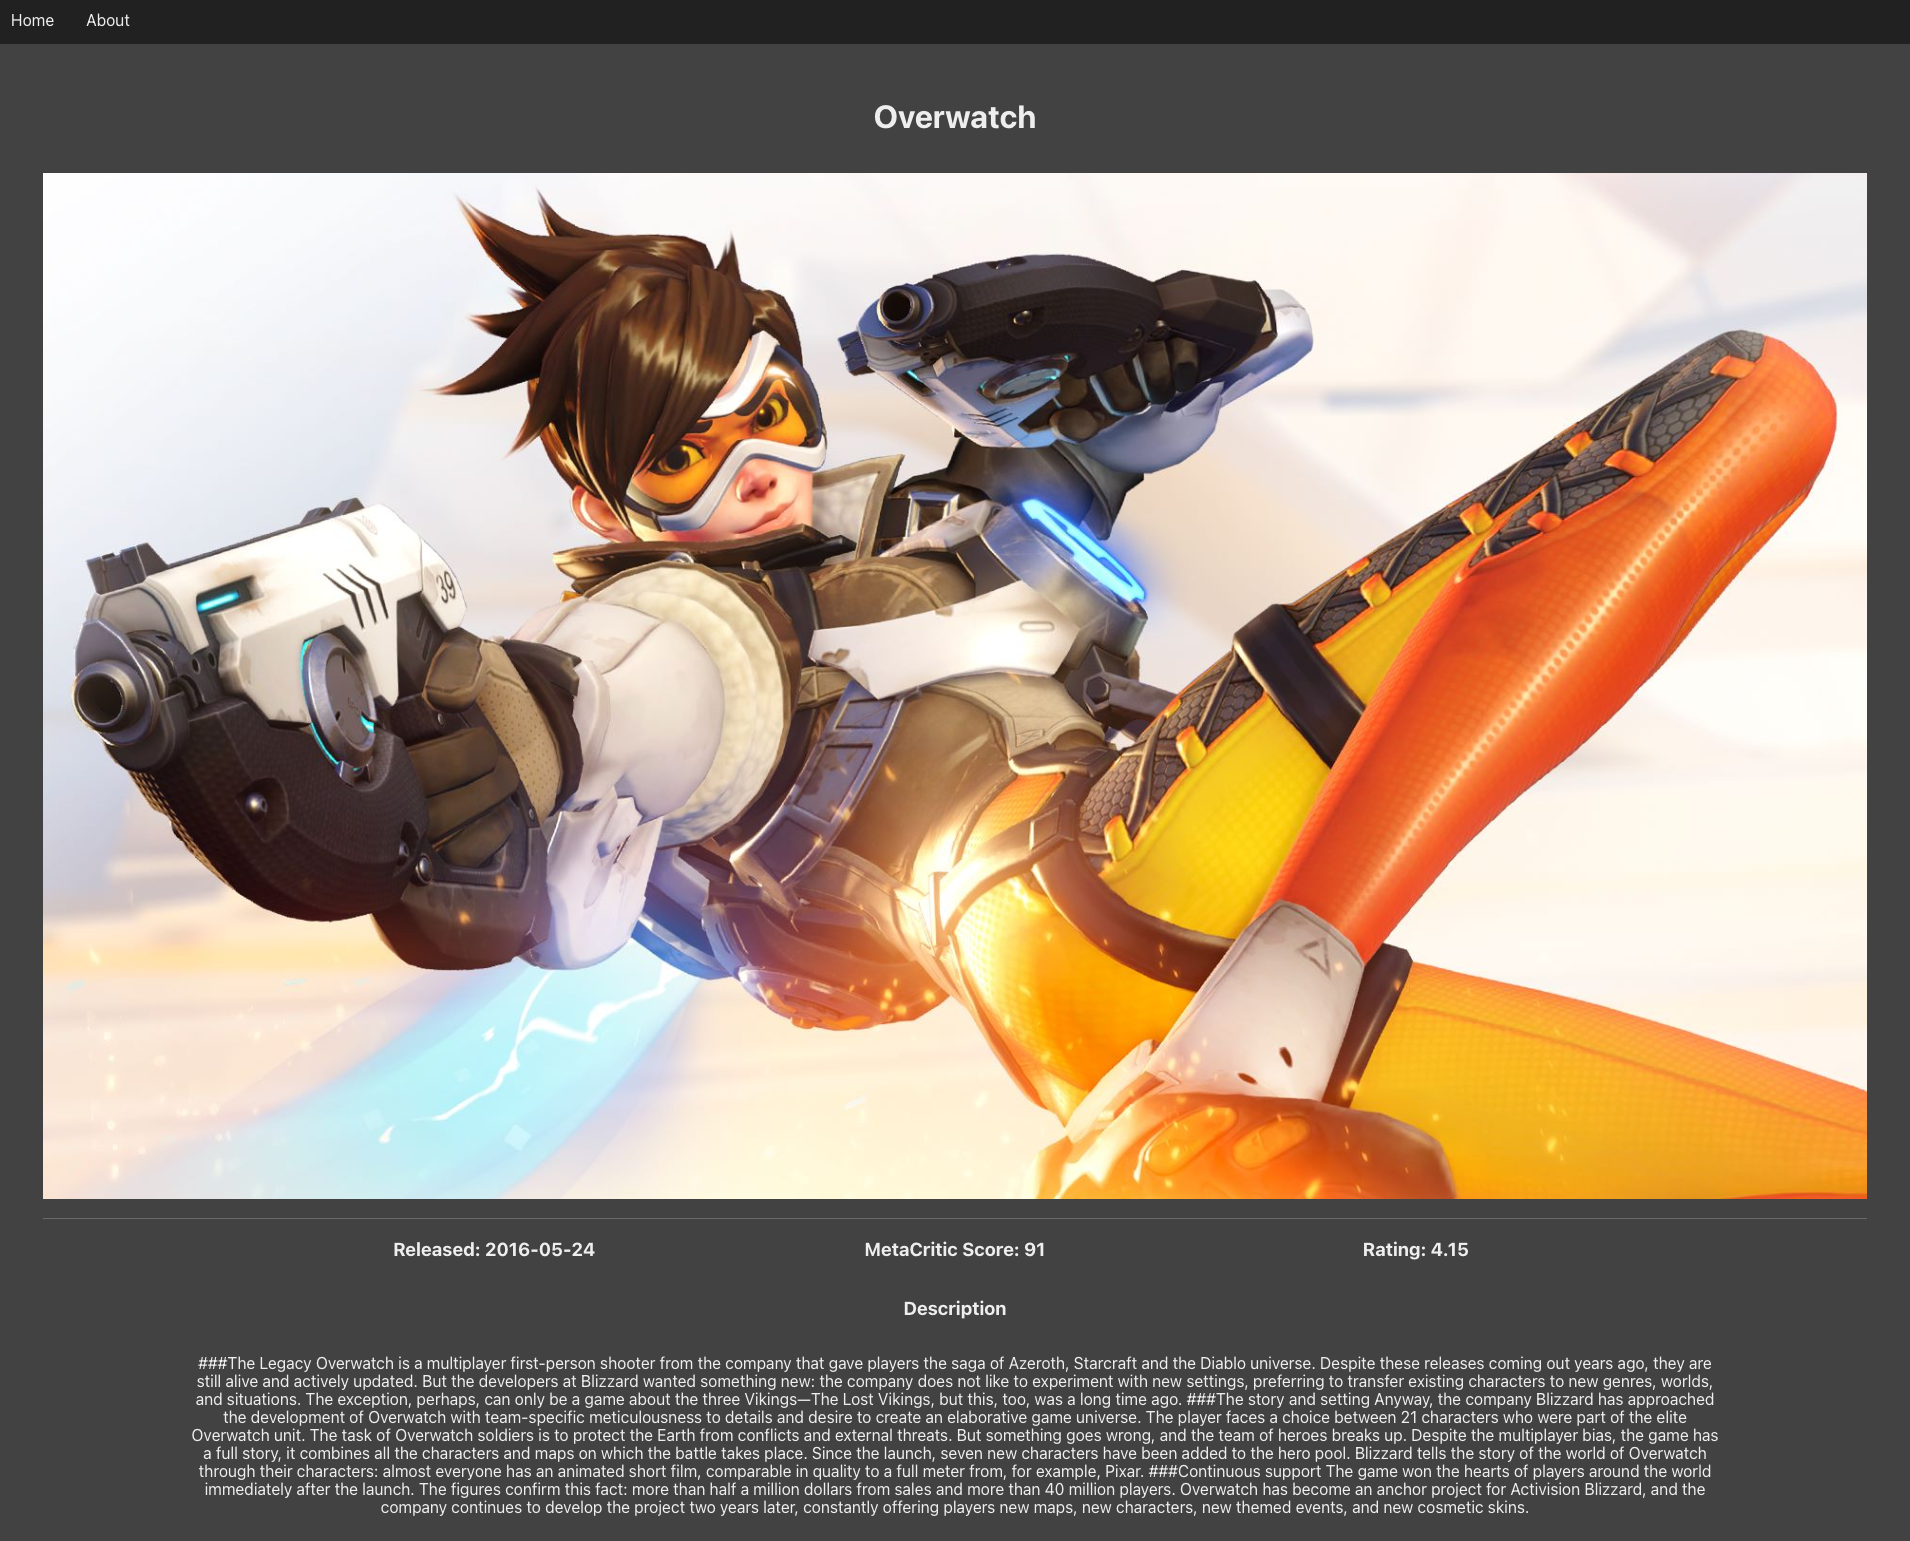 Home About
Overwatch
39
Released: 2016-05-24 MetaCritic Score: 91 Rating: 4.15
Description
###The Legacy Overwatch is a multiplayer first-person shooter from the company that gave players the saga of Azeroth, Starcraft and the Diablo universe. Despite these releases coming out years ago, they are
still alive and actively updated. But the developers at Blizzard wanted something new: the company does not like to experiment with new settings, preferring to transfer existing characters to new genres, worlds,
and situations. The exception, perhaps, can only be a game about the three Vikings—The Lost Vikings, but this, too, was a long time ago. ###The story and setting Anyway, the company Blizzard has approached
the development of Overwatch with team-specific meticulousness to details and desire to create an elaborative game universe. The player faces a choice between 21 characters who were part of the elite
Overwatch unit. The task of Overwatch soldiers is to protect the Earth from conflicts and external threats. But something goes wrong, and the team of heroes breaks up. Despite the multiplayer bias, the game has
a full story, it combines all the characters and maps on which the battle takes place. Since the launch, seven new characters have been added to the hero pool. Blizzard tells the story of the world of Overwatch
through their characters: almost everyone has an animated short film, comparable in quality to a full meter from, for example, Pixar. ###Continuous support The game won the hearts of players around the world
immediately after the launch. The figures confirm this fact: more than half a million dollars from sales and more than 40 million players. Overwatch has become an anchor project for Activision Blizzard, and the
company continues to develop the project two years later, constantly offering players new maps, new characters, new themed events, and new cosmetic skins.